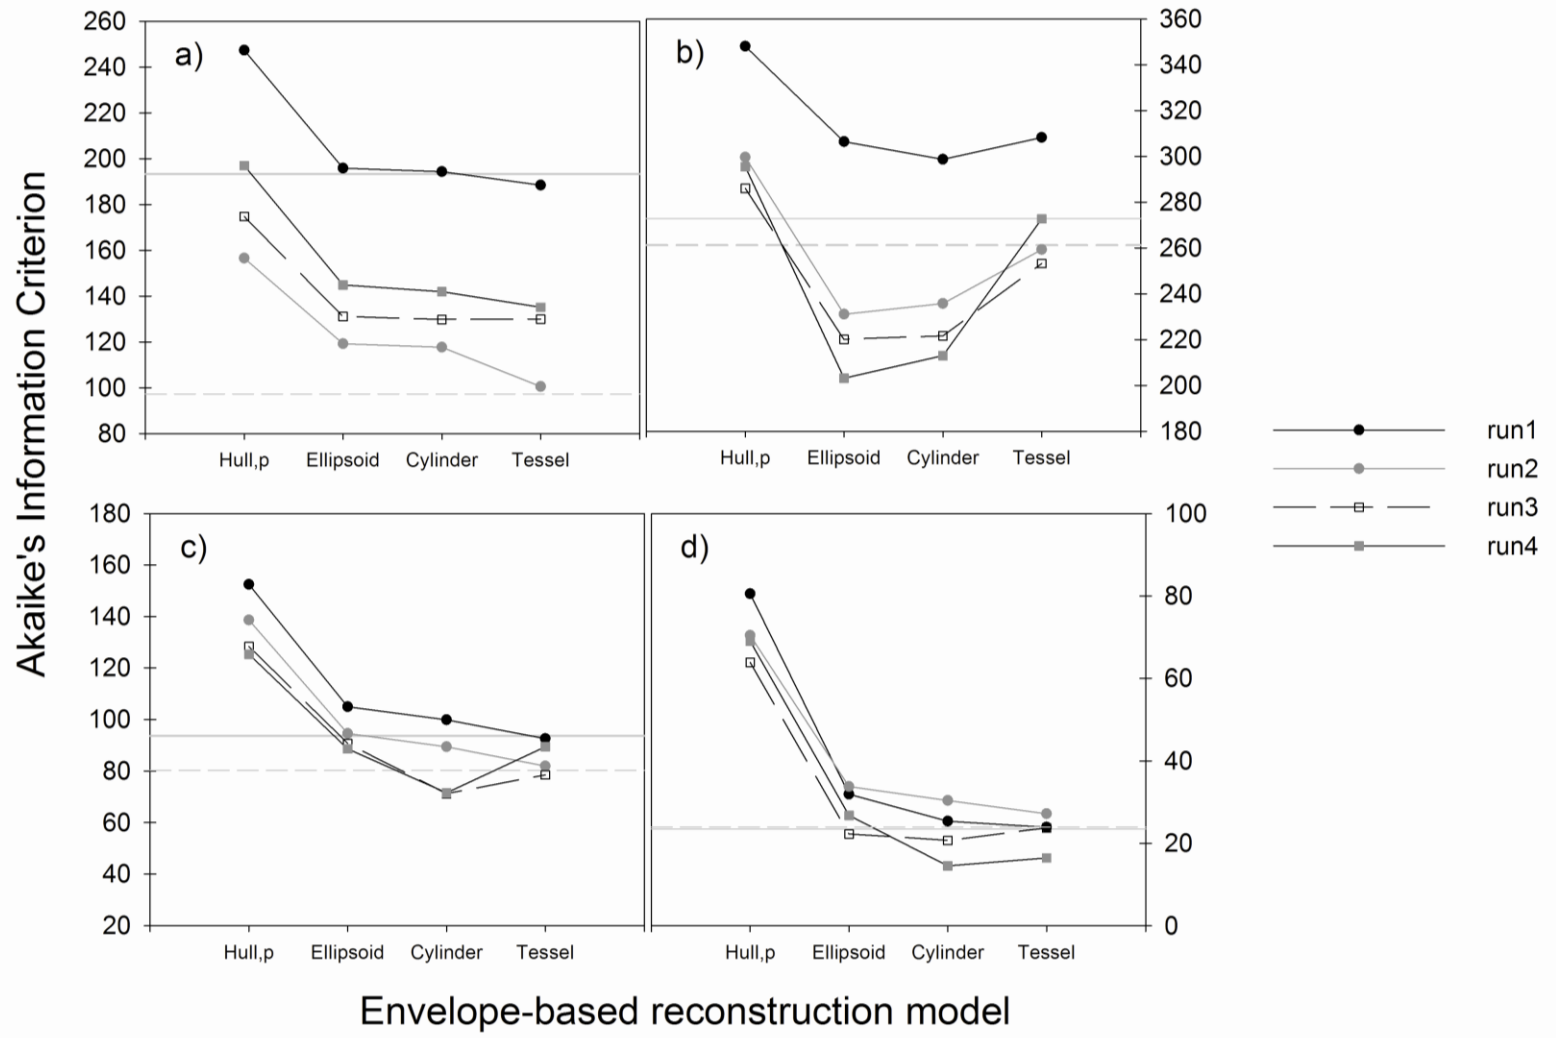 Akaike's Information Criterion
a)
260
240
220
200
180
160
140
120
100
80
Hull,p Ellipsoid Cylinder Tessel
b)
360
340
320
300
280
260
240
220
200
180
Hull,p Ellipsoid Cylinder Tessel
c)
180
160
140
120
100
80
60
40
20
Hull,p Ellipsoid Cylinder Tessel
d)
100
80
60
40
20
0
Hull,p Ellipsoid Cylinder Tessel
run1
run2
run3
run4
Envelope-based reconstruction model